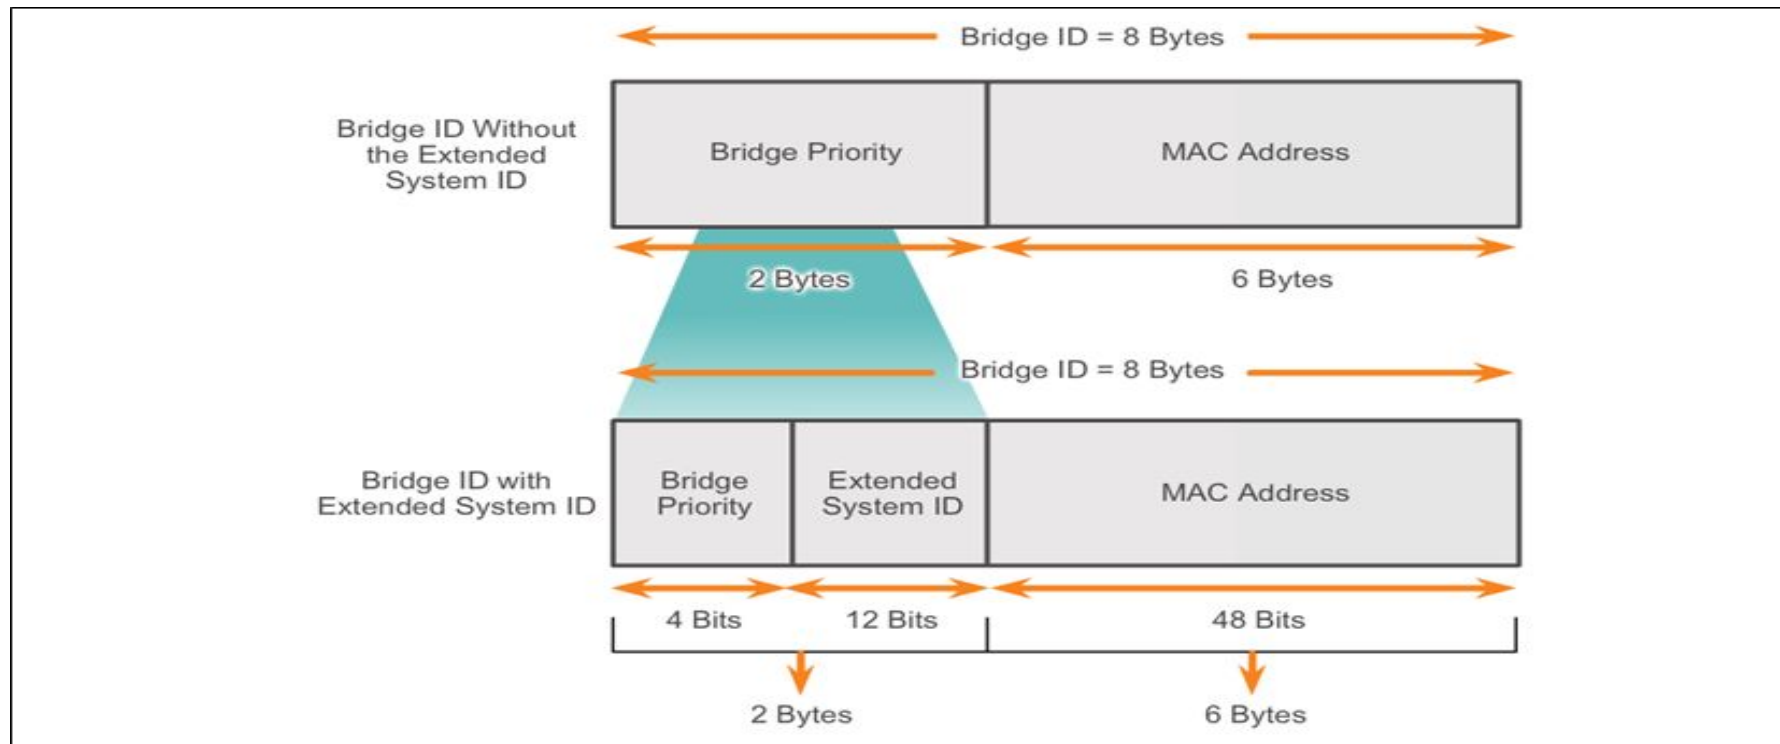 Bridge ID = 8 Bytes
Bridge ID Without
the Extended
System ID
Bridge Priority
MAC Address
2 Bytes
6 Bytes
Bridge ID = 8 Bytes
Bridge ID with
Extended System ID
Bridge
Priority
Extended
System ID
MAC Address
4 Bits
12 Bits
48 Bits
2 Bytes
6 Bytes